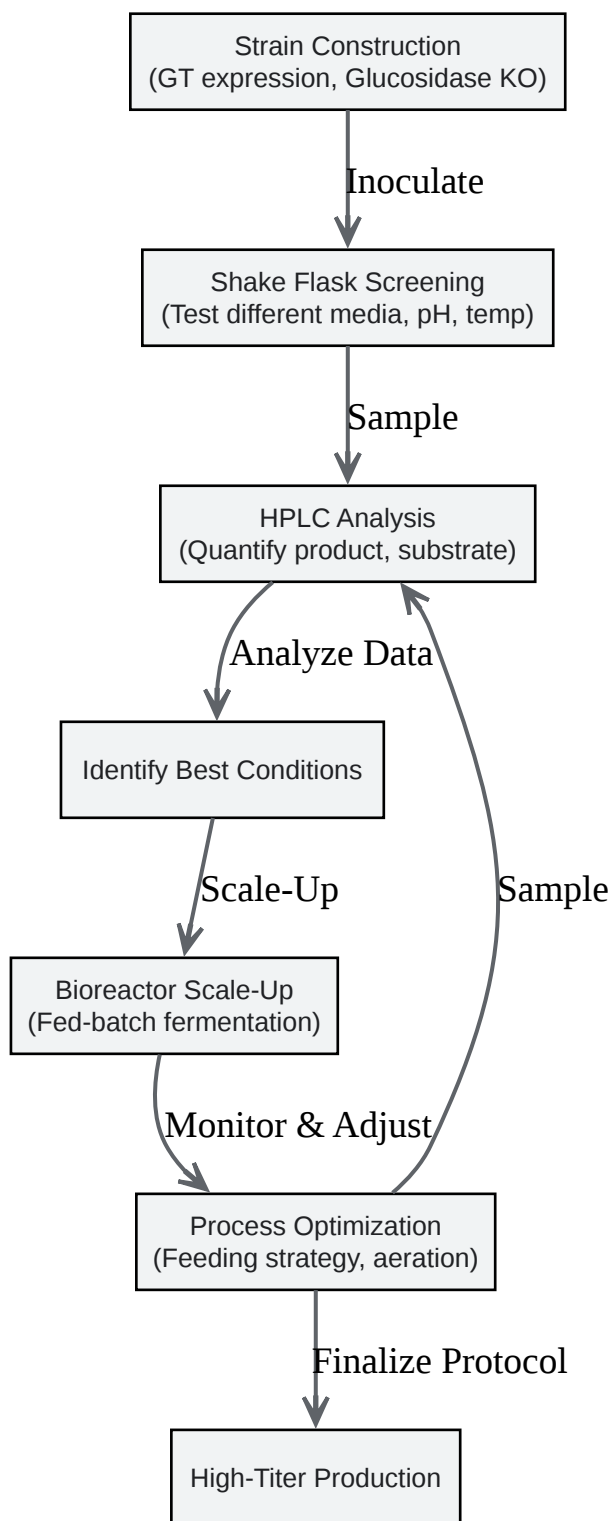 Strain Construction
(GT expression, Glucosidase KO)
Inoculate
Shake Flask Screening
(Test different media, pH, temp)
Sample
HPLC Analysis
(Quantify product, substrate)
Analyze Data
Identify Best Conditions
Scale-Up
Sample
Bioreactor Scale-Up
(Fed-batch fermentation)
Monitor & Adjust
Process Optimization
(Feeding strategy, aeration)
Finalize Protocol
High-Titer Production